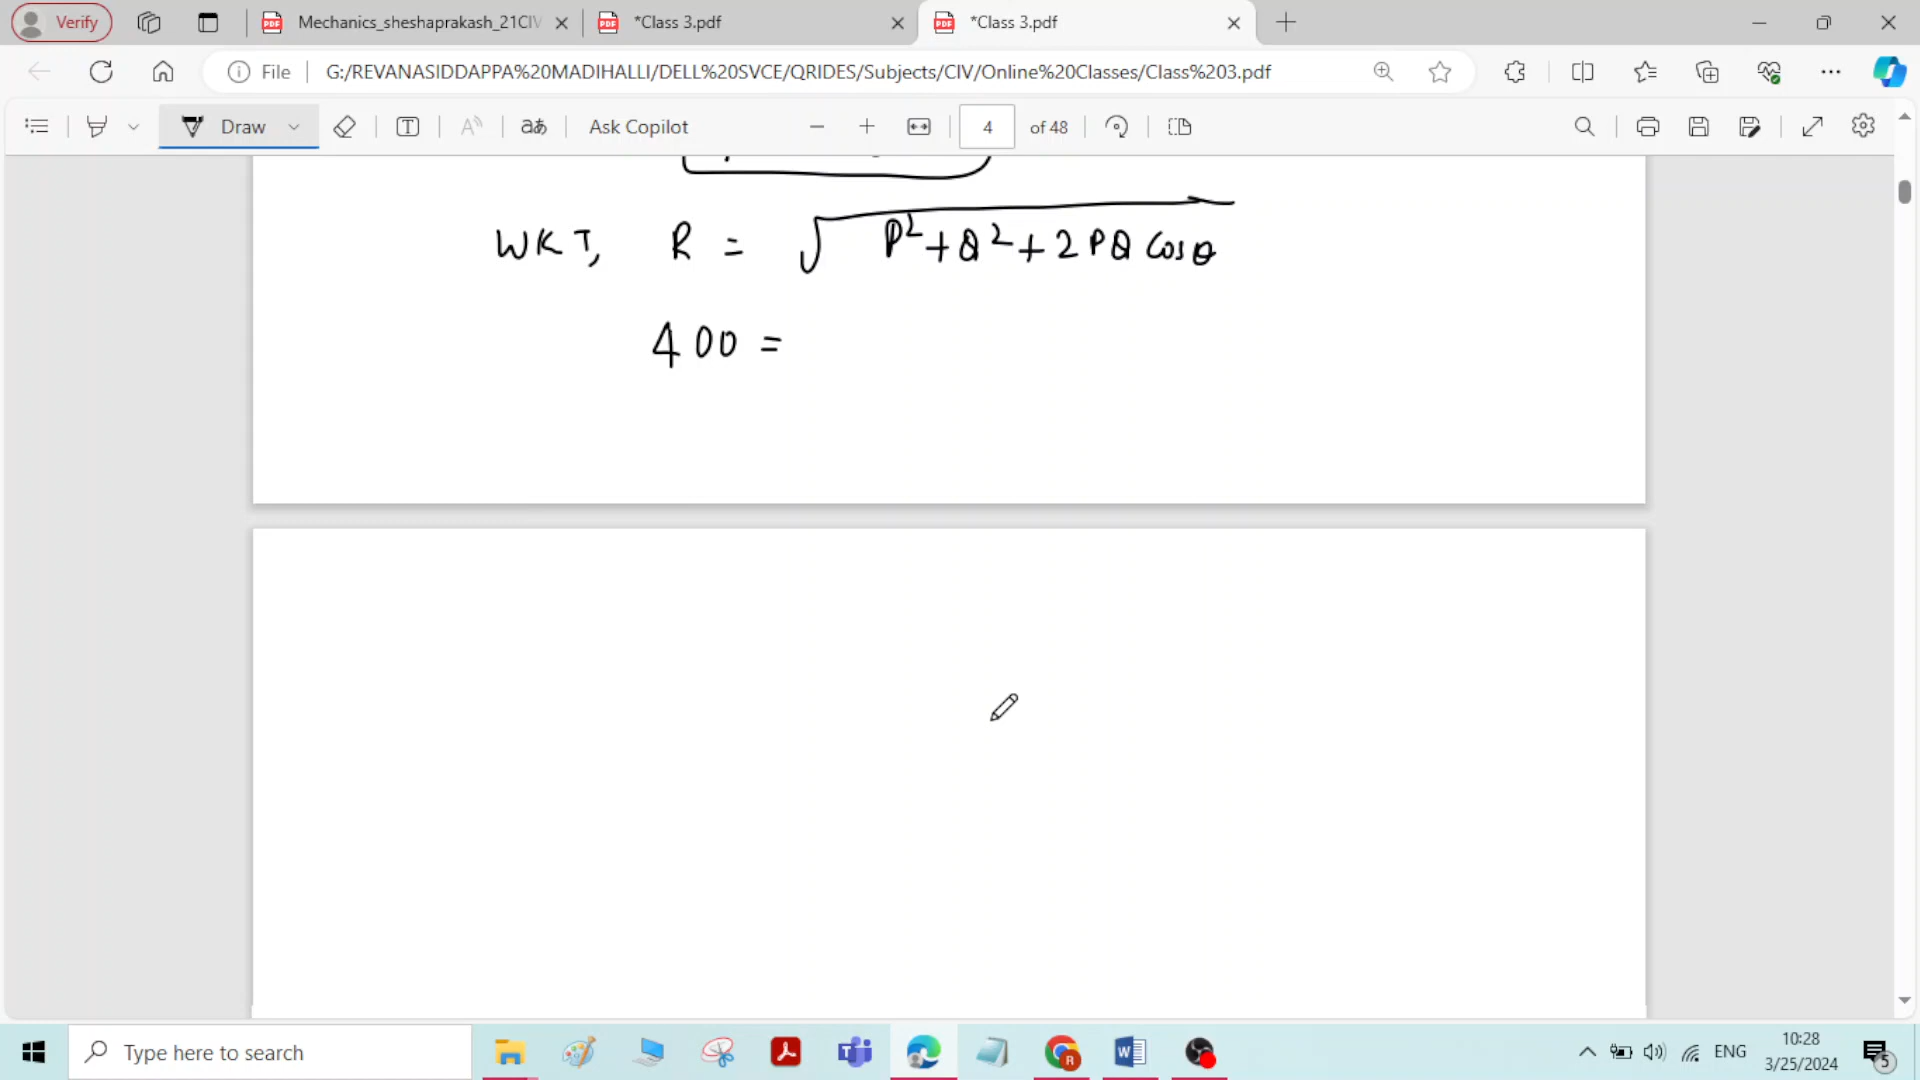 Verify
Mechanics_sheshaprakash_21CIV
*Class 3.pdf
*Class 3.pdf
File
G:/REVANASIDDAPPA%20MADIHALLI/DELL%20SVCE/QRIDES/Subjects/CIV/Online%20Classes/Class%203.pdf
Draw
Ask Copilot
4 of 48
WKT, R = √P²+Q²+2PQ Cosθ
400 =
Type here to search
ENG
10:28
3/25/2024
5